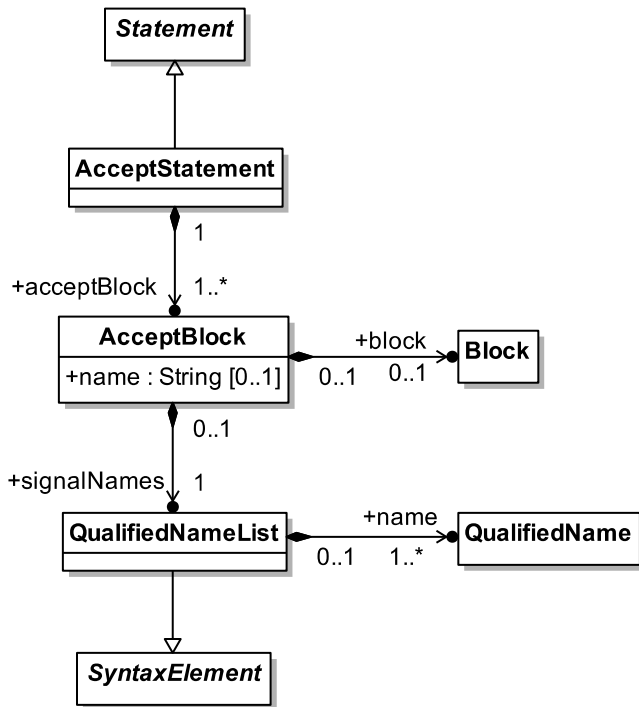 Statement
AcceptStatement
1
+acceptBlock 1..*
AcceptBlock
+name : String [0..1]
+block
0..1 0..1
Block
0..1
+signalNames 1
QualifiedNameList
+name
0..1 1..*
QualifiedName
SyntaxElement